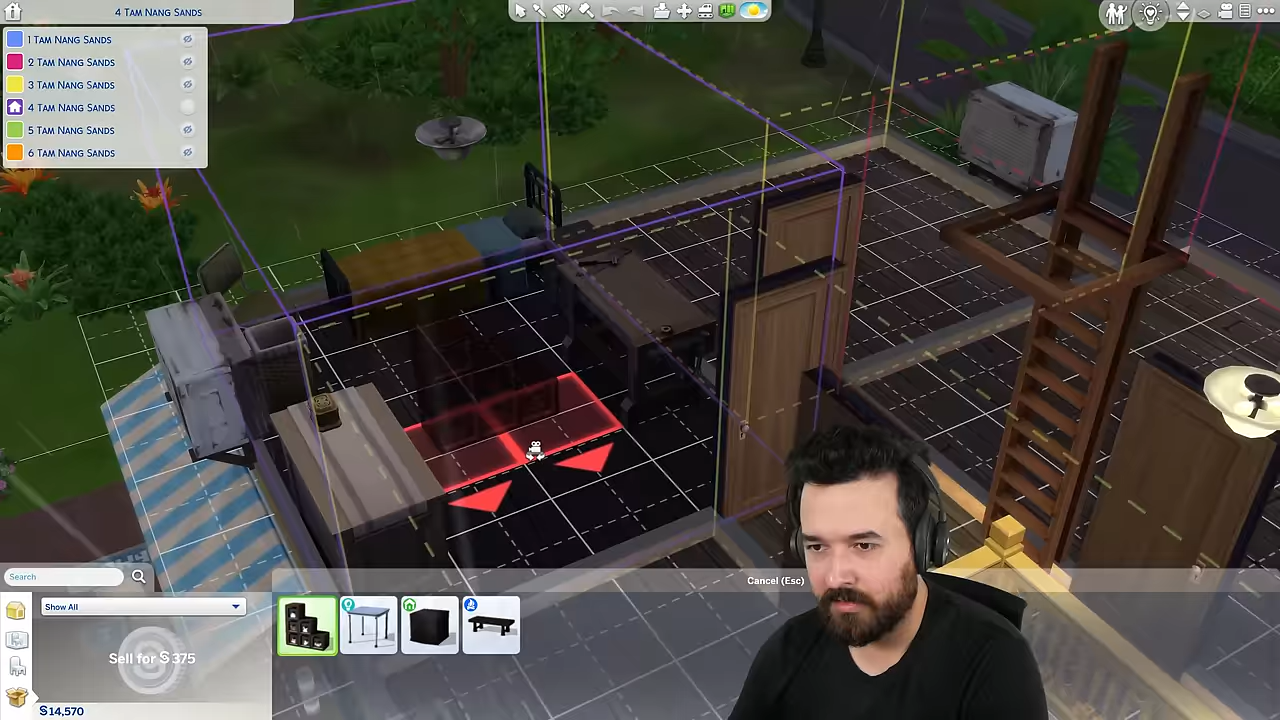 4 Tam Nang Sands
1 Tam Nang Sands
2 Tam Nang Sands
3 Tam Nang Sands
4 Tam Nang Sands
5 Tam Nang Sands
6 Tam Nang Sands
Cancel (Esc)
Search
Show All
Sell for §375
§14,570